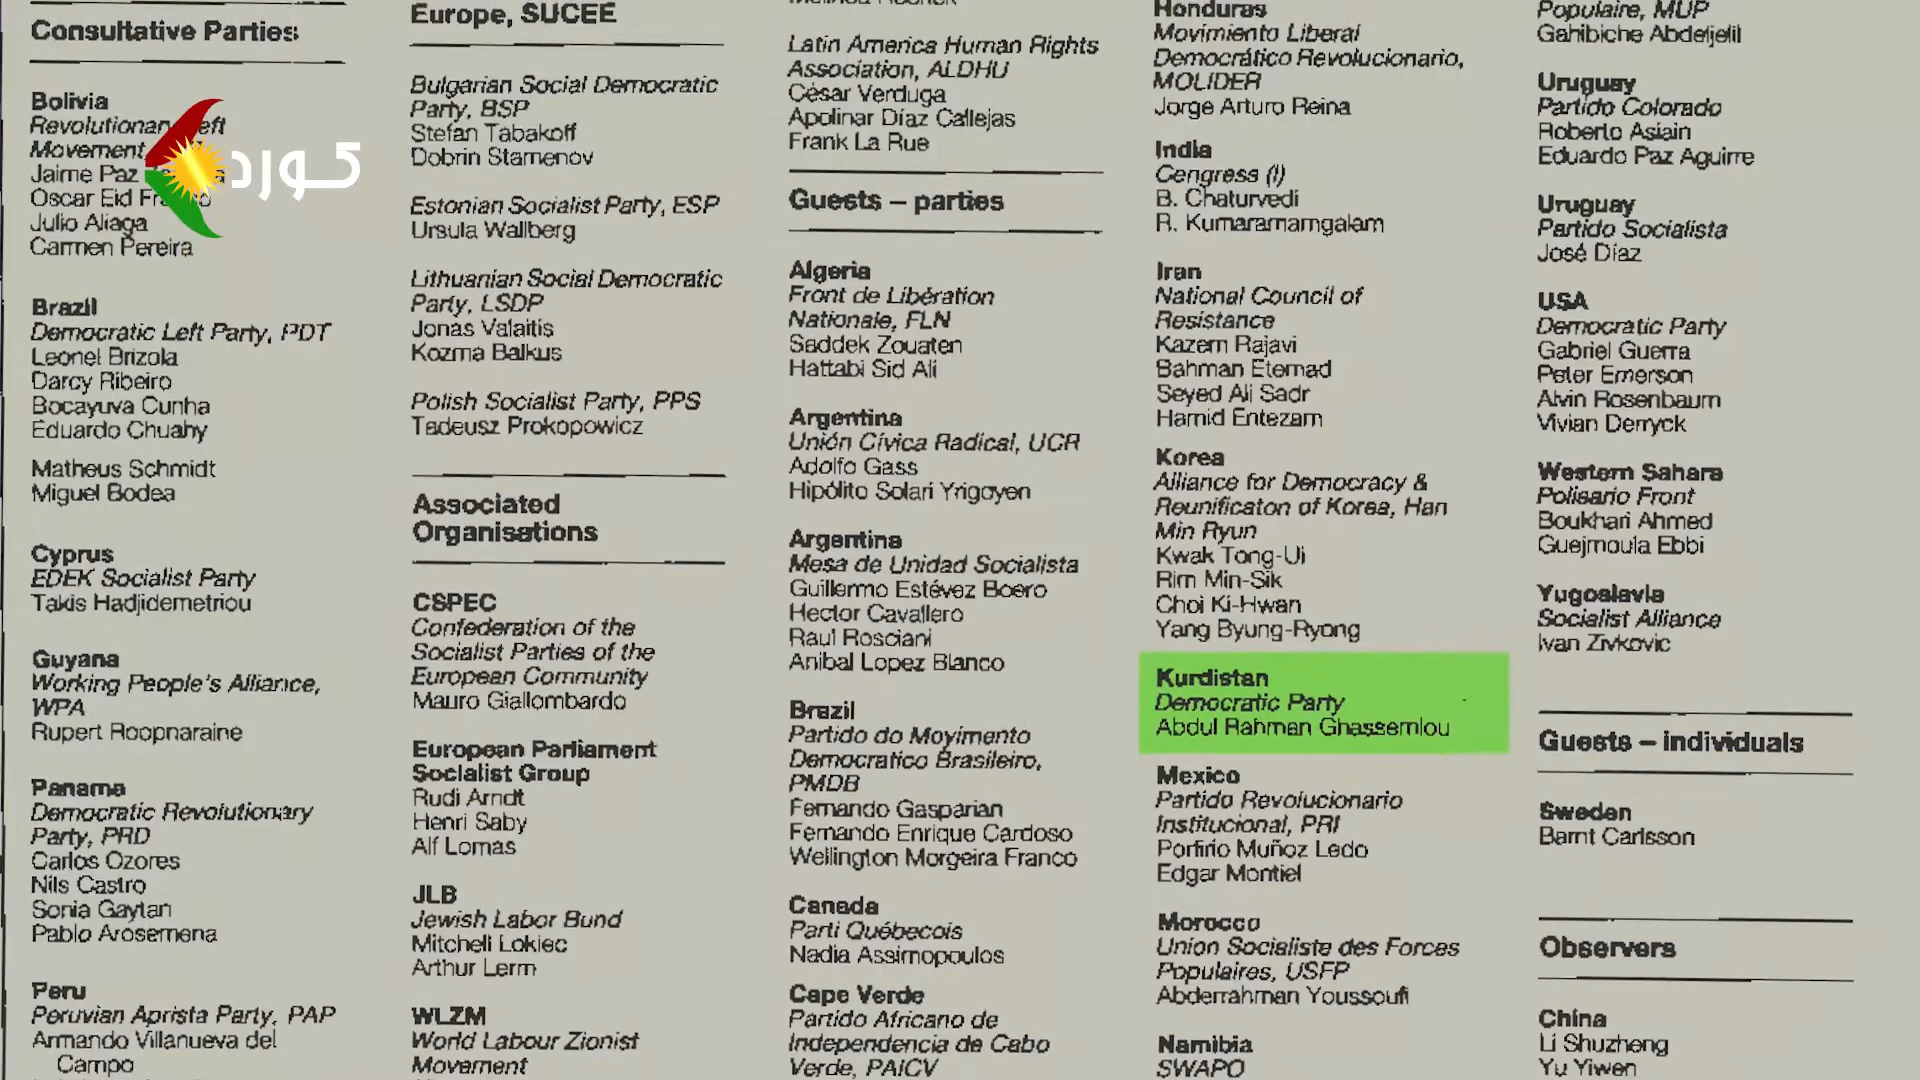 Consultative Parties
Bolivia
Revolutionary Left
Movement
Jaime Paz
Oscar Eid
Julio Aliaga
Carmen Pereira
Brazil
Democratic Left Party, PDT
Leonel Brizola
Darcy Ribeiro
Bocayuva Cunha
Eduardo Chuahy
Matheus Schmidt
Miguel Bodea
Cyprus
EDEK Socialist Party
Takis Hadjidemetriou
Guyana
Working People's Alliance,
WPA
Rupert Roopnaraine
Panama
Democratic Revolutionary
Party, PRD
Carlos Ozores
Nils Castro
Sonia Gaytan
Pablo Arosemena
Peru
Peruvian Aprista Party, PAP
Armando Villanueva del
Campo
کورد
Europe, SUCEE
Bulgarian Social Democratic
Party, BSP
Stefan Tabakoff
Dobrin Stamenov
Estonian Socialist Party, ESP
Ursula Wallberg
Lithuanian Social Democratic
Party, LSDP
Jonas Valaitis
Kozma Balkus
Polish Socialist Party, PPS
Tadeusz Prokopowicz
Associated
Organisations
CSPEC
Confederation of the
Socialist Parties of the
European Community
Mauro Giallombardo
European Parliament
Socialist Group
Rudi Arndt
Henri Saby
Alf Lomas
JLB
Jewish Labor Bund
Mitchell Lokiec
Arthur Lerm
WLZM
World Labour Zionist
Movement
Latin America Human Rights
Association, ALDHU
César Verduga
Apolinar Díaz Callejas
Frank La Rue
Guests – parties
Algeria
Front de Libération
Nationale, FLN
Saddek Zouaten
Hattabi Sid Ali
Argentina
Unión Cívica Radical, UCR
Adolfo Gass
Hipólito Solari Yrigoyen
Argentina
Mesa de Unidad Socialista
Guillermo Estévez Boero
Hector Cavallero
Raul Rosciani
Anibal Lopez Blanco
Brazil
Partido do Moyimento
Democratico Brasileiro,
PMDB
Fernando Gasparian
Fernando Enrique Cardoso
Wellington Morgeira Franco
Canada
Parti Québecois
Nadia Assimopoulos
Cape Verde
Partido Africano de
Independencia de Cabo
Verde, PAICV
Honduras
Movimiento Liberal
Democrático Revolucionario,
MOLIDER
Jorge Arturo Reina
India
Congress (I)
B. Chaturvedi
R. Kumaramamgalam
Iran
National Council of
Resistance
Kazem Rajavi
Bahman Etemad
Seyed Ali Sadr
Hamid Entezam
Korea
Alliance for Democracy &
Reunificaton of Korea, Han
Min Ryun
Kwak Tong-Ui
Rim Min-Sik
Choi Ki-Hwan
Yang Byung-Ryong
Kurdistan
Democratic Party
Abdul Rahman Ghassemlou
Mexico
Partido Revolucionario
Institucional, PRI
Porfirio Muñoz Ledo
Edgar Montiel
Morocco
Union Socialiste des Forces
Populaires, USFP
Abderrahman Youssoufi
Namibia
SWAPO
Populaire, MUP
Gahibiche Abdeljelil
Uruguay
Partido Colorado
Roberto Asiain
Eduardo Paz Aguirre
Uruguay
Partido Socialista
José Díaz
USA
Democratic Party
Gabriel Guerra
Peter Emerson
Alvin Rosenbaum
Vivian Derryck
Western Sahara
Polisario Front
Boukhari Ahmed
Guejmoula Ebbi
Yugoslavia
Socialist Alliance
Ivan Zivkovic
Guests – individuals
Sweden
Bernt Carlsson
Observers
China
Li Shuzheng
Yu Yiwen